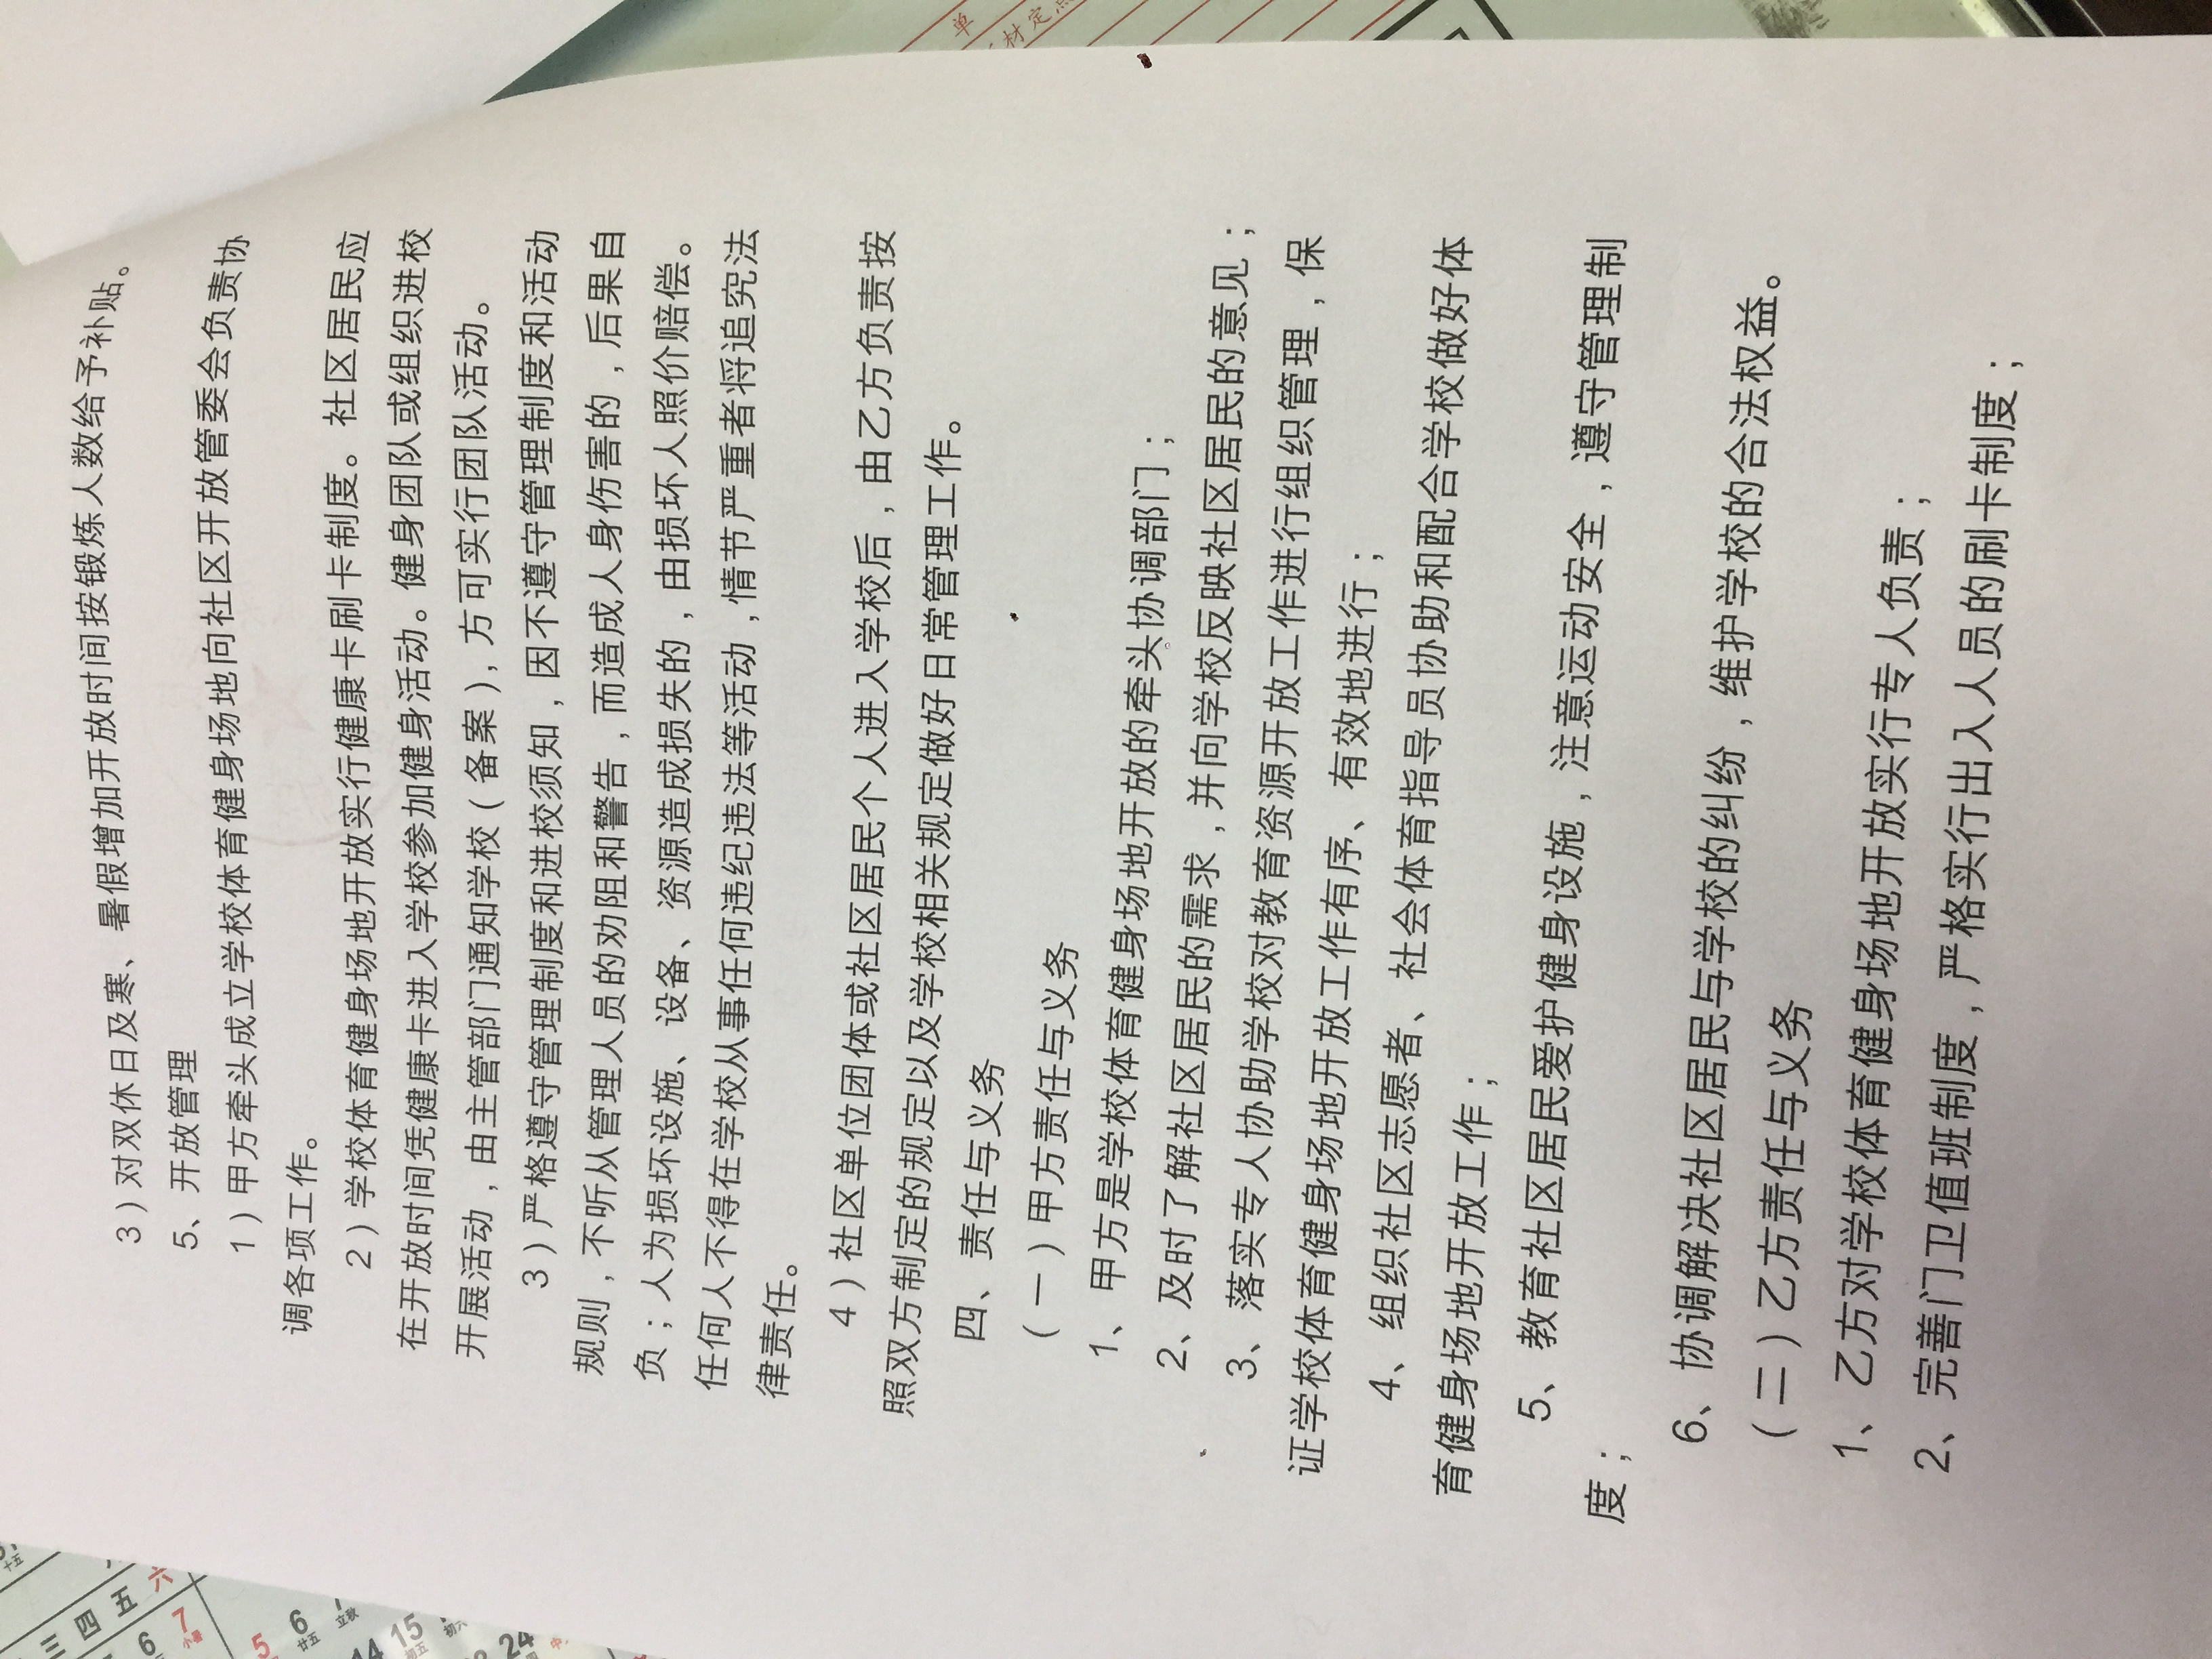 3）对双休日及寒、暑假增加开放时间按锻炼人数给予补贴。
5、开放管理
1）甲方牵头成立学校体育健身场地向社区开放管委会负责协
调各项工作。
2）学校体育健身场地开放实行健康卡刷卡制度。社区居民应
在开放时间凭健康卡进入学校参加健身活动。健身团队或组织进校
开展活动，由主管部门通知学校（备案），方可实行团队活动。
3）严格遵守管理制度和进校须知，因不遵守管理制度和活动
规则，不听从管理人员的劝阻和警告，而造成人身伤害的，后果自
负；人为损坏设施、设备、资源造成损失的，由损坏人照价赔偿。
任何人不得在学校从事任何违纪违法等活动，情节严重者将追究法
律责任。
4）社区单位团体或社区居民个人进入学校后，由乙方负责按
照双方制定的规定以及学校相关规定做好日常管理工作。
四、责任与义务
（一）甲方责任与义务
1、甲方是学校体育健身场地开放的牵头协调部门；
2、及时了解社区居民的需求，并向学校反映社区居民的意见；
3、落实专人协助学校对教育资源开放工作进行组织管理，保
证学校体育健身场地开放工作有序、有效地进行；
4、组织社区志愿者、社会体育指导员协助和配合学校做好体
育健身场地开放工作；
5、教育社区居民爱护健身设施，注意运动安全，遵守管理制
度；
6、协调解决社区居民与学校的纠纷，维护学校的合法权益。
（二）乙方责任与义务
1、乙方对学校体育健身场地开放实行专人负责；
2、完善门卫值班制度，严格实行出入人员的刷卡制度；
三 四 五 六
6 7
小暑
5 6
廿五 立秋
14 15
24
单
材定点